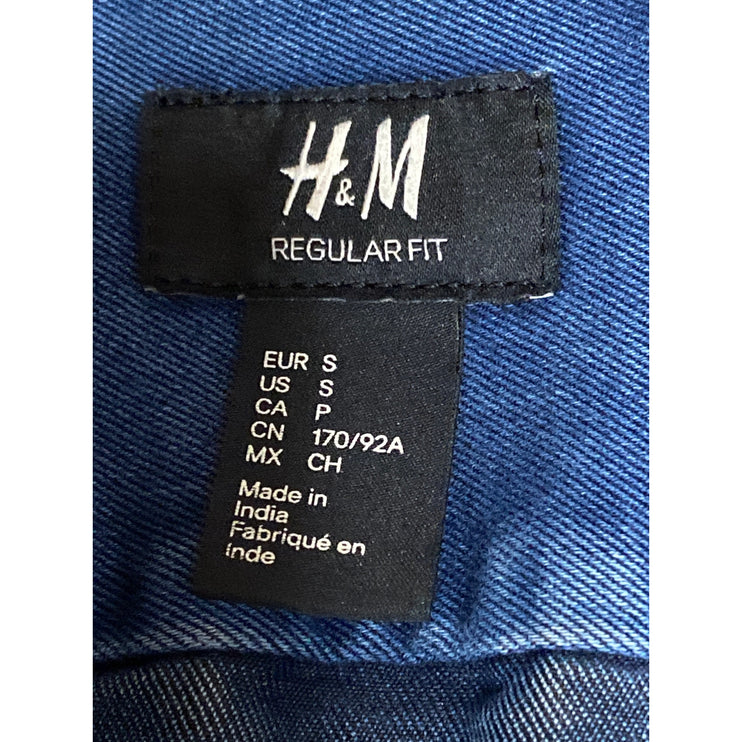 H&M
REGULAR FIT
EUR S
US S
CA P
CN 170/92A
MX CH
Made in
India
Fabriqué en
inde